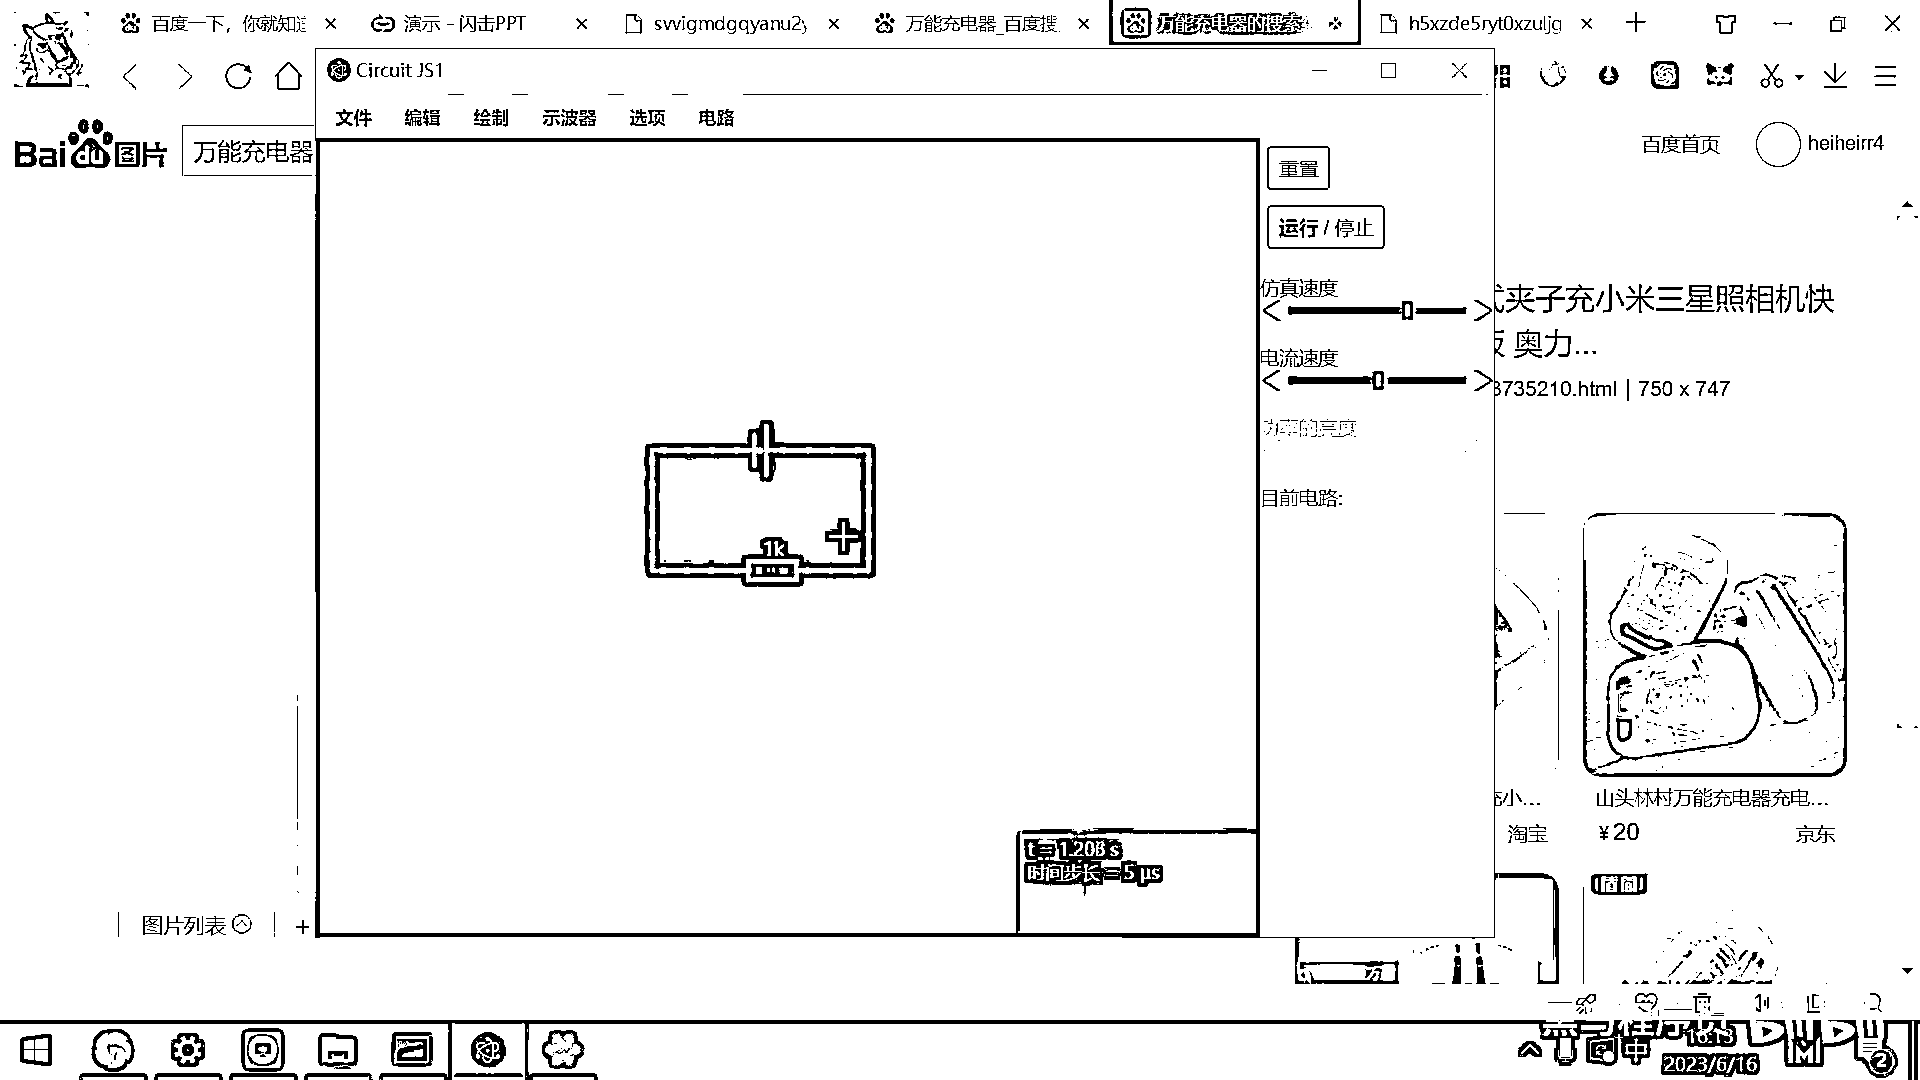 百度一下，你就知道
演示 - 闪击PPT
svvigmdgqyanu2y
万能充电器_百度搜
万能充电器的搜索
h5xzde5ryt0xzuljg
Circuit JS1
文件 编辑 绘制 示波器 选项 电路
Bai du 图片
万能充电器
百度首页
heiheirr4
重置
运行 / 停止
仿真速度
电流速度
功率的亮度
目前电路:
式夹子充小米三星照相机快
奥力...
3735210.html | 750 x 747
1k
t = 1.206 s
时间步长 = 5 µs
充小...
淘宝
山头林村万能充电器充电...
¥20
京东
图片列表
中
16:15
2023/6/16
2